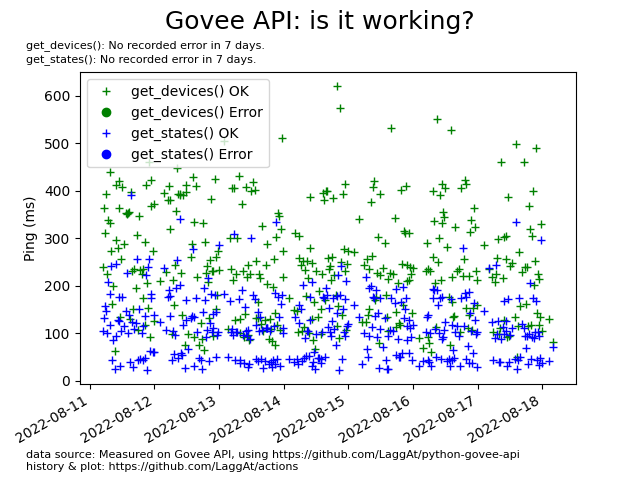 Govee API: is it working?
get_devices(): No recorded error in 7 days.
get_states(): No recorded error in 7 days.
get_devices() OK
get_devices() Error
get_states() OK
get_states() Error
Ping (ms)
600
500
400
300
200
100
0
2022-08-11
2022-08-12
2022-08-13
2022-08-14
2022-08-15
2022-08-16
2022-08-17
2022-08-18
data source: Measured on Govee API, using https://github.com/LaggAt/python-govee-api
history & plot: https://github.com/LaggAt/actions